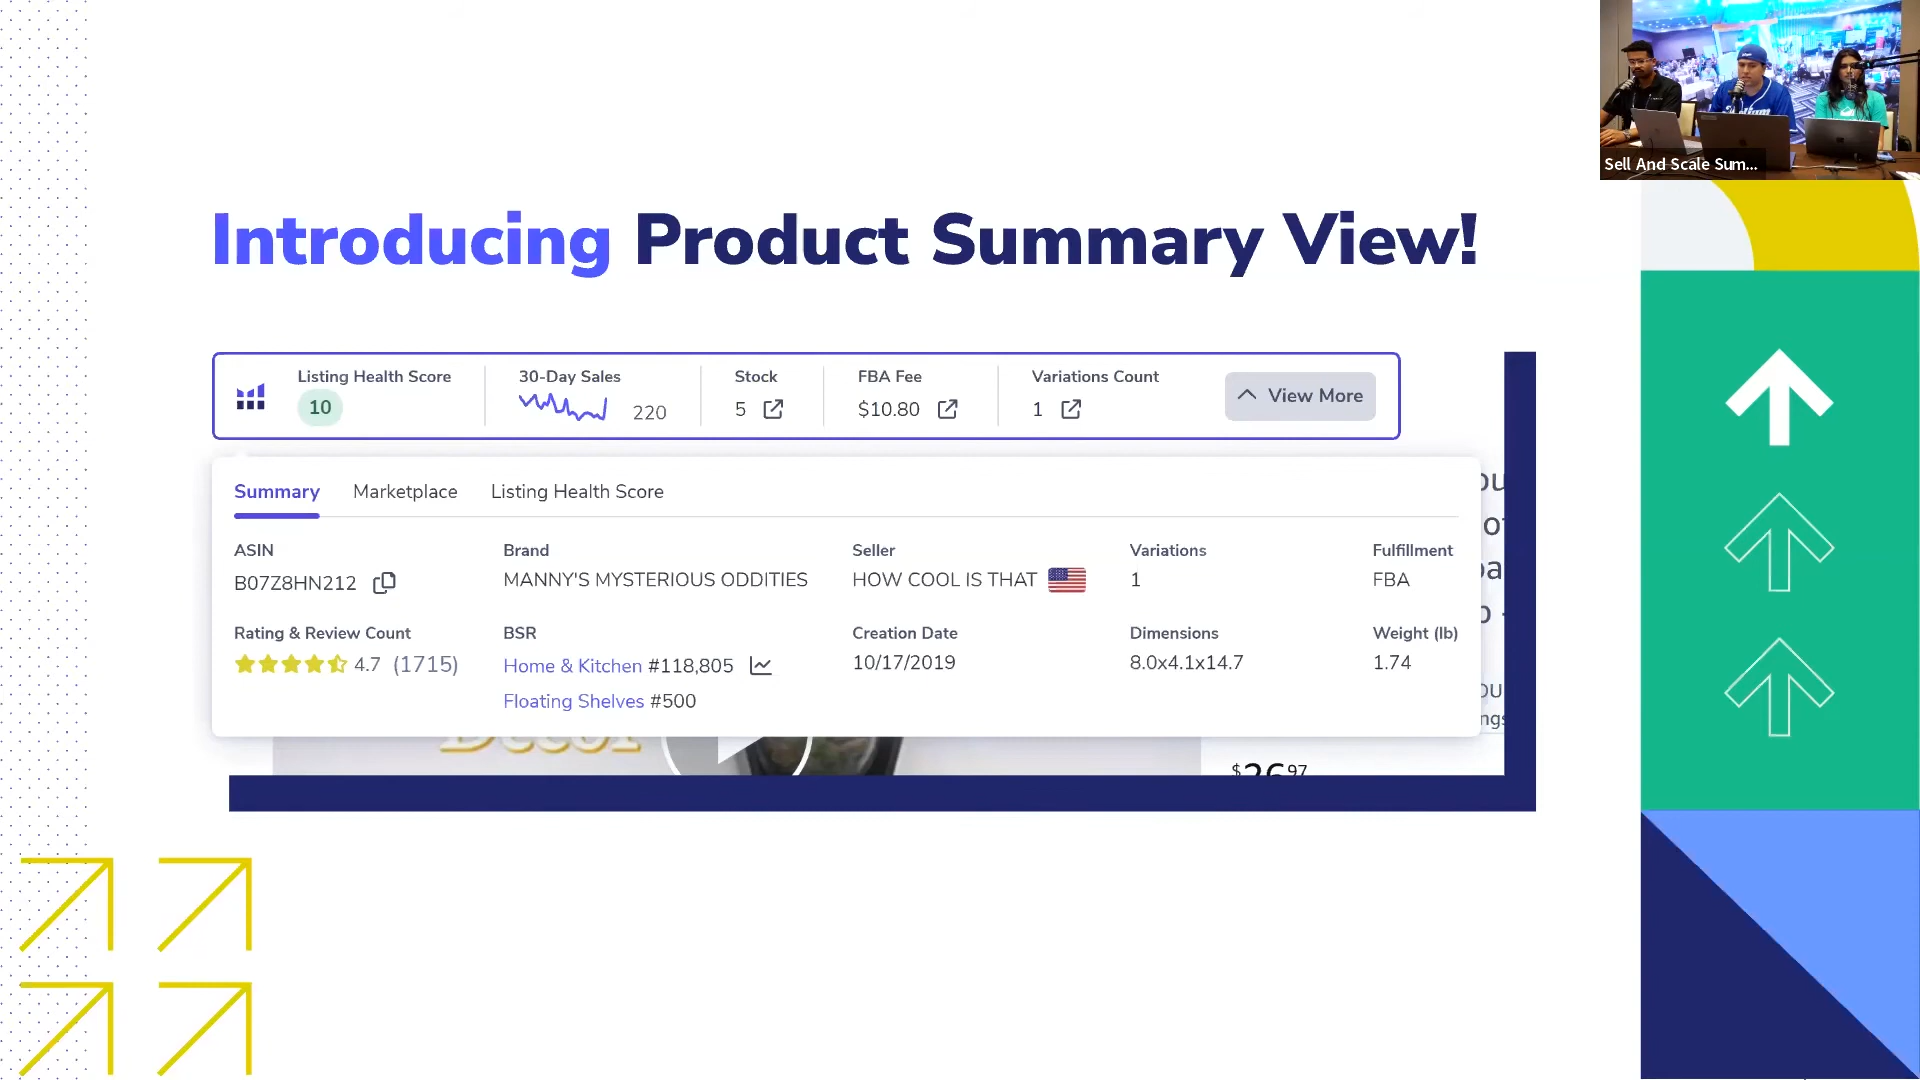 Sell And Scale Sum...
Introducing Product Summary View!
Listing Health Score 30-Day Sales Stock FBA Fee Variations Count
10 220 5 $10.80 1 View More
Summary Marketplace Listing Health Score
ASIN Brand Seller Variations Fulfillment
B07Z8HN212 MANNY'S MYSTERIOUS ODDITIES HOW COOL IS THAT 1 FBA
Rating & Review Count BSR Creation Date Dimensions Weight (lb)
4.7 (1715) Home & Kitchen #118,805 10/17/2019 8.0x4.1x14.7 1.74
Floating Shelves #500
Decor
$26.97